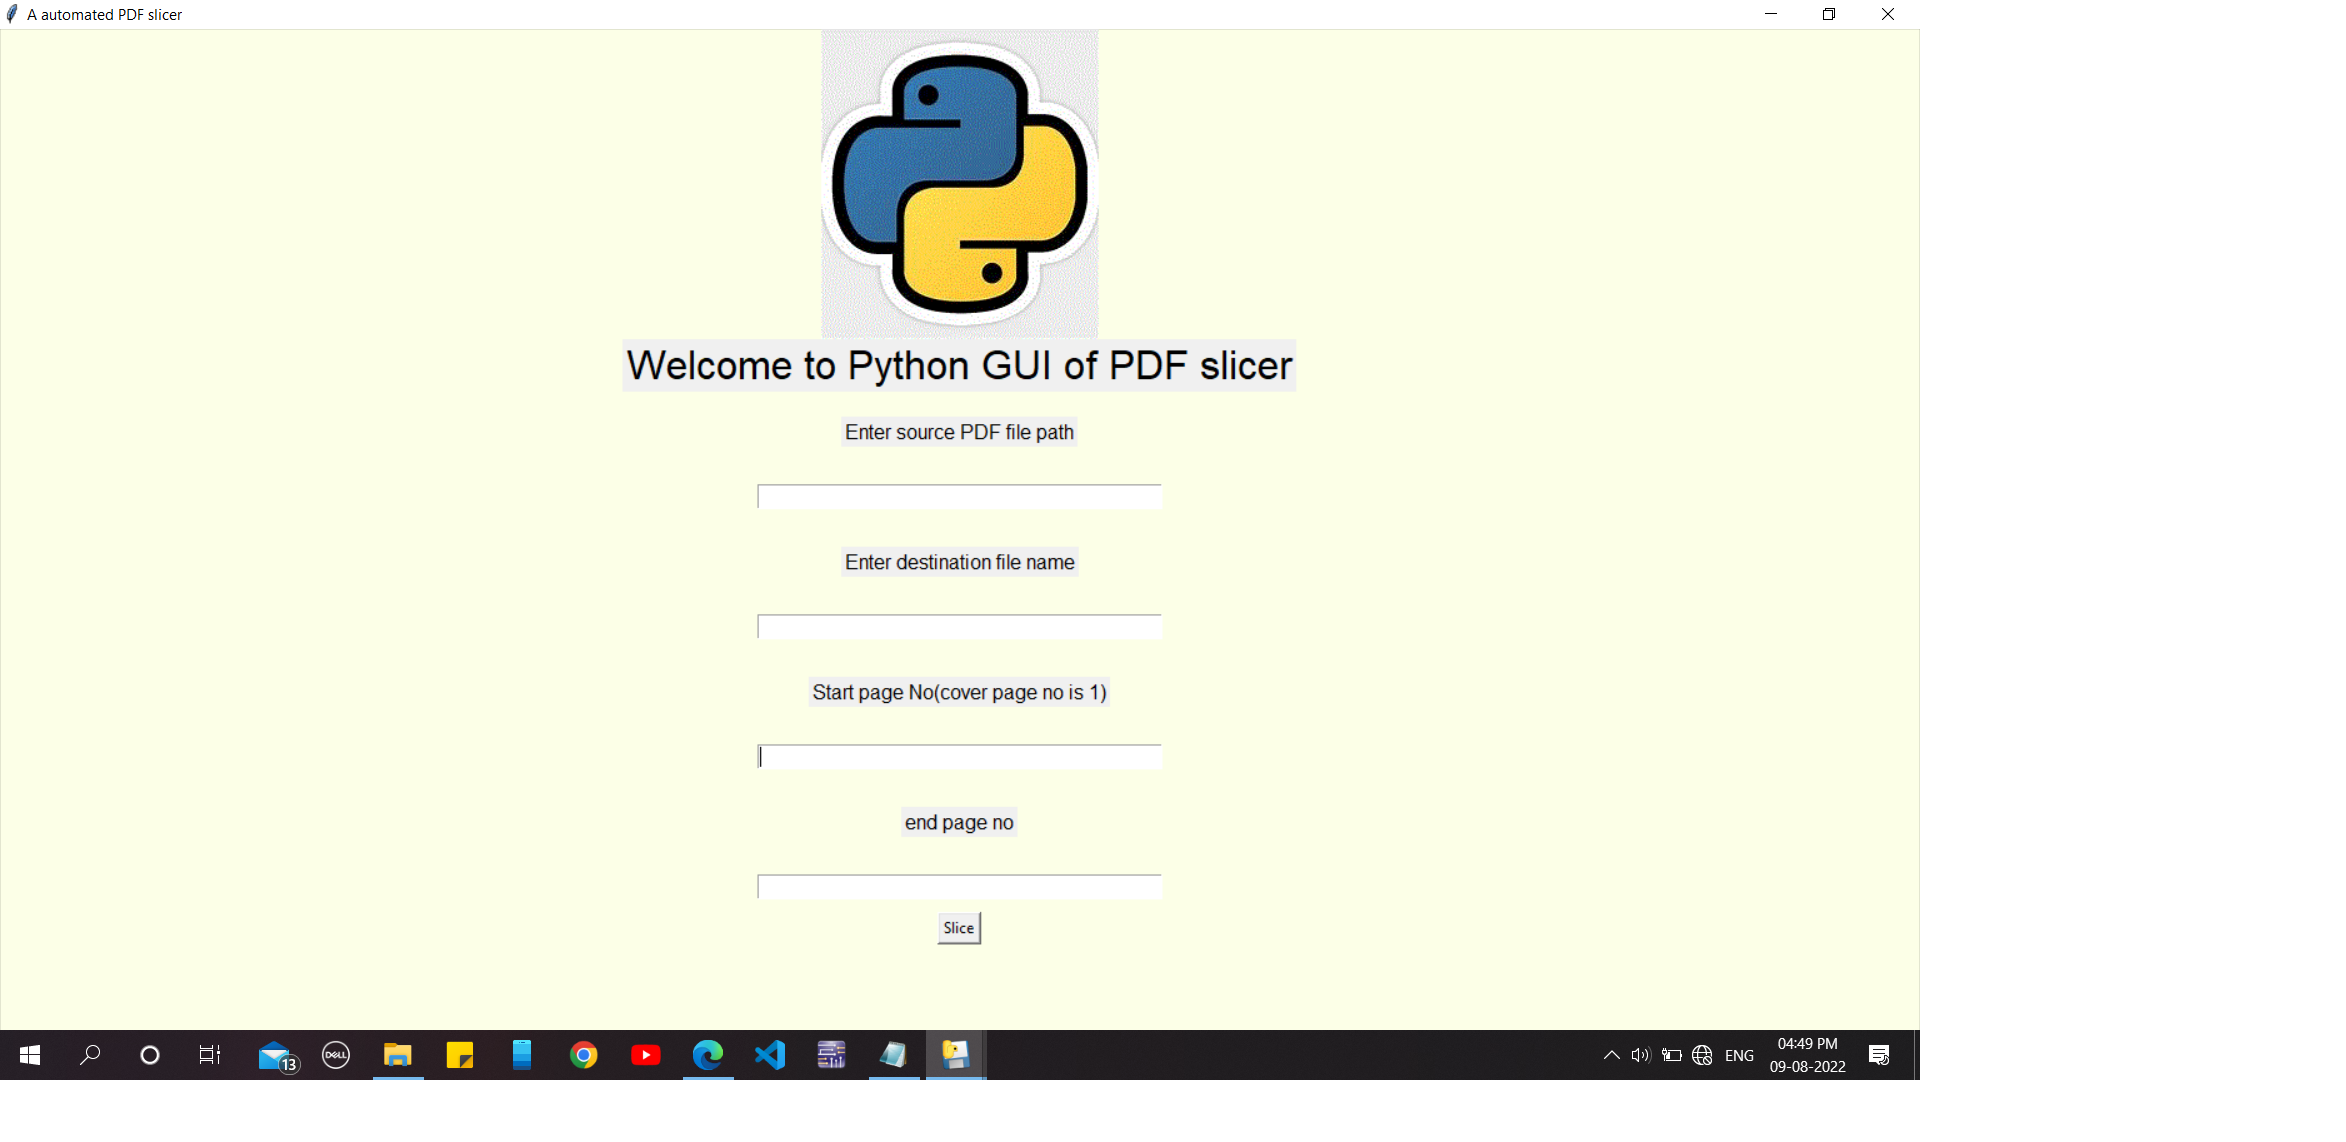 A automated PDF slicer
Welcome to Python GUI of PDF slicer
Enter source PDF file path
Enter destination file name
Start page No(cover page no is 1)
end page no
Slice
13
DELL
ENG
04:49 PM
09-08-2022